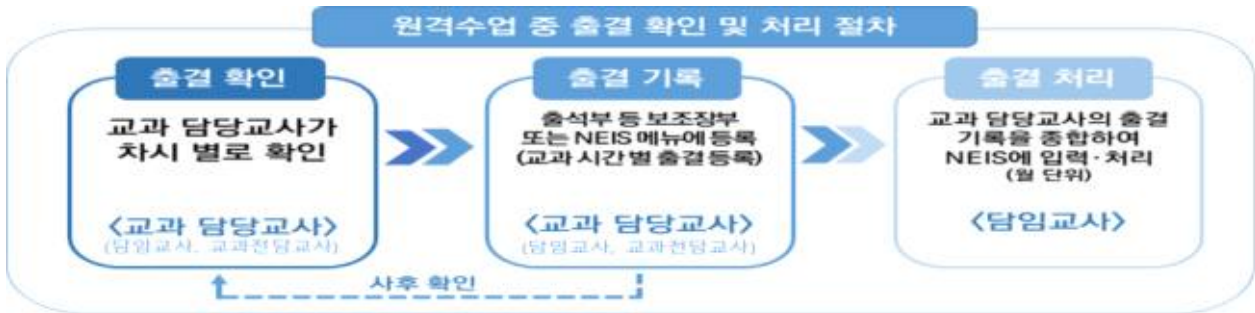 원격수업 중 출결 확인 및 처리 절차
출결 확인
교과 담당교사가
차시 별로 확인
<교과 담당교사>
(담임교사, 교과전담교사)
출결 기록
출석부 등 보조장부
또는 NEIS 메뉴에 등록
(교과 시간 별 출결 등록)
<교과 담당교사>
(담임교사, 교과전담교사)
출결 처리
교과 담당교사의 출결
기록을 종합하여
NEIS에 입력·처리
(월 단위)
<담임교사>
사후 확인